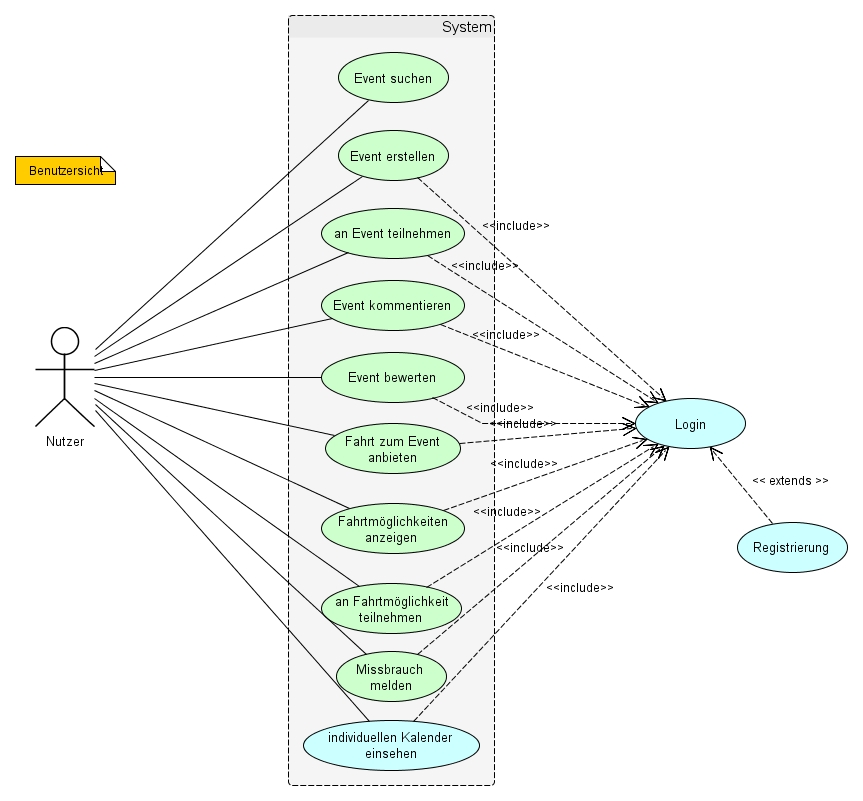 System
Event suchen
Event erstellen
Benutzersicht
<<include>>
an Event teilnehmen
<<include>>
Event kommentieren
<<include>>
Event bewerten
<<include>>
<<include>>
Login
Nutzer
Fahrt zum Event
anbieten
<<include>>
<< extends >>
Fahrtmöglichkeiten
anzeigen
<<include>>
<<include>>
Registrierung
<<include>>
an Fahrtmöglichkeit
teilnehmen
Missbrauch
melden
individuellen Kalender
einsehen